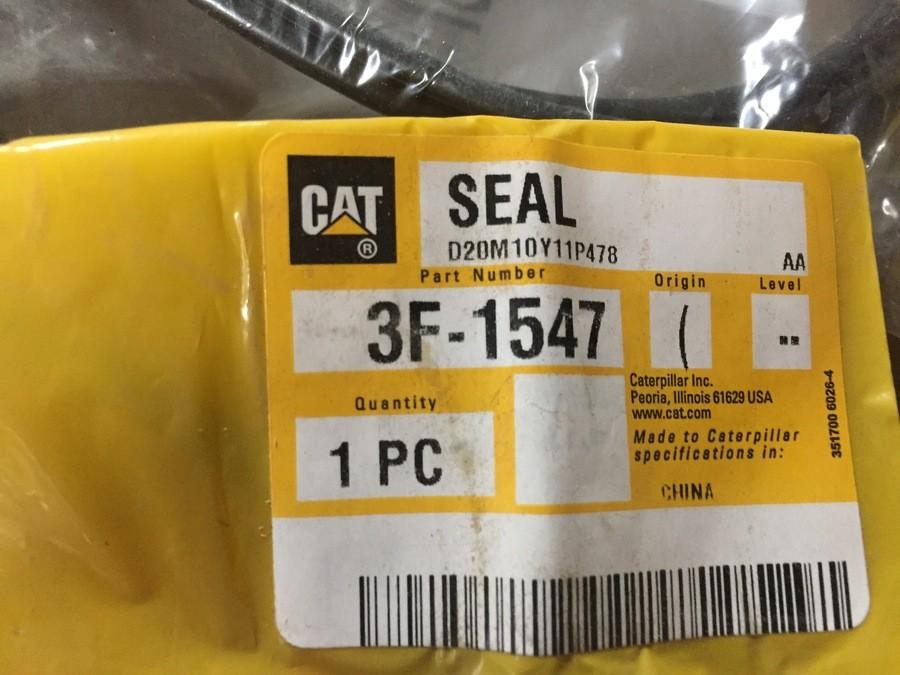 CAT
®
SEAL
D20M10Y11P478
AA
Part Number
Origin
Level
3F-1547
(
--
Quantity
1 PC
Caterpillar Inc.
Peoria, Illinois 61629 USA
www.cat.com
Made to Caterpillar
specifications in:
CHINA
351700 6026-4